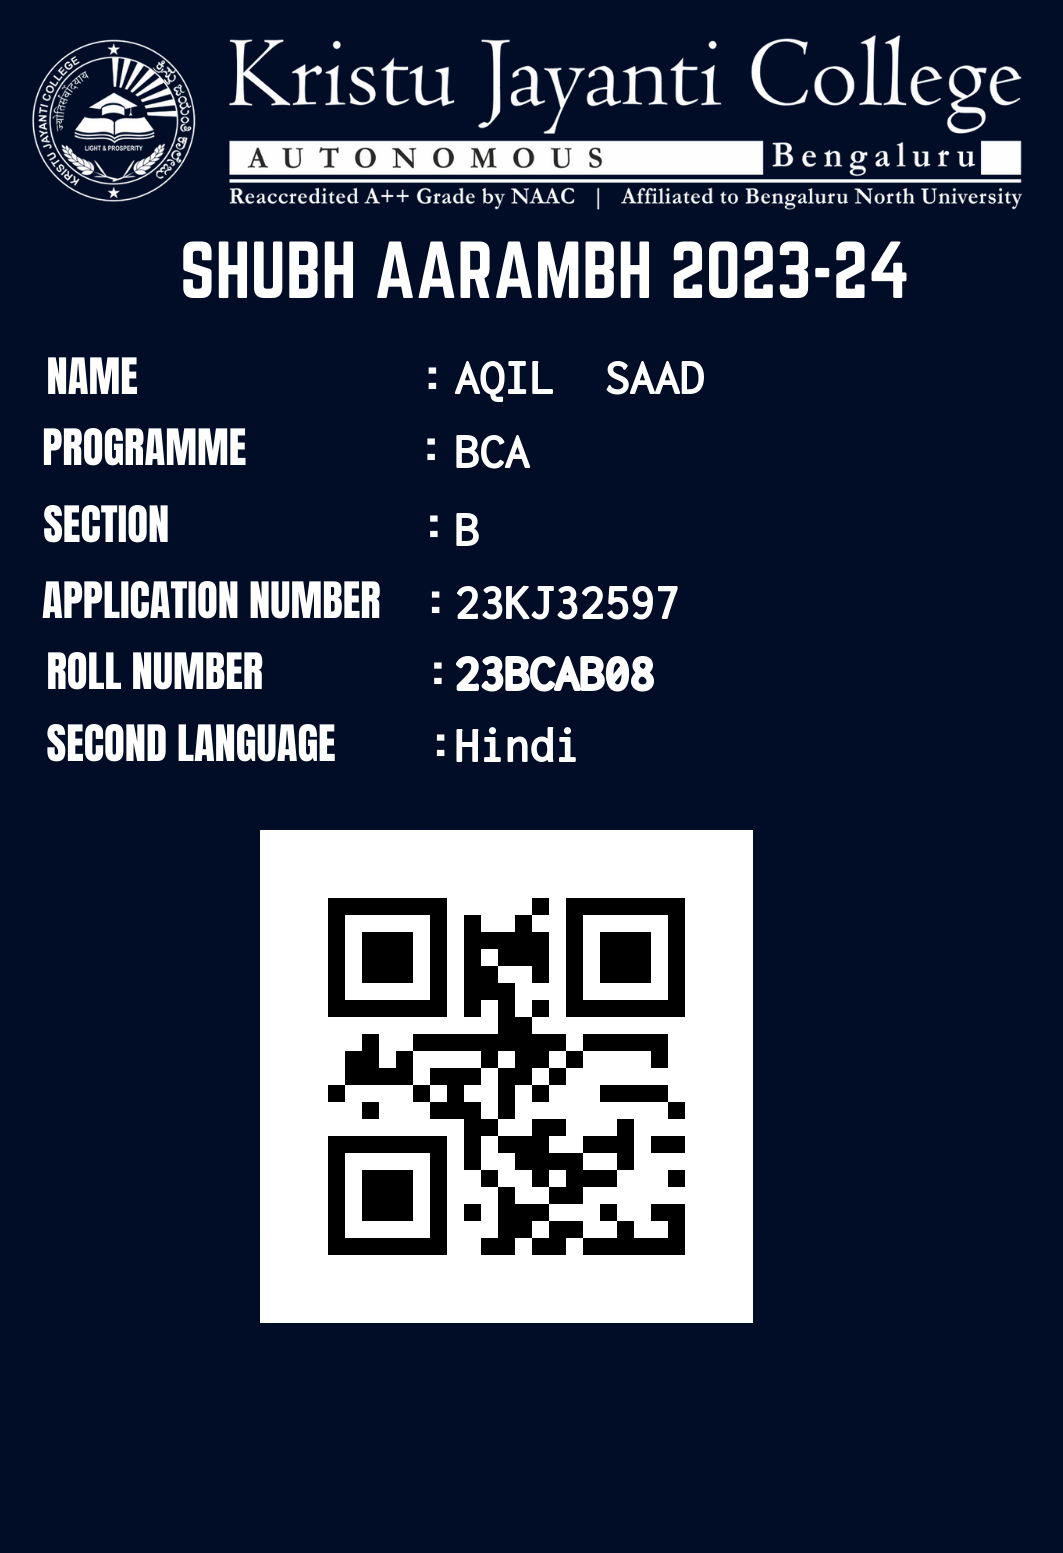 Kristu Jayanti College
AUTONOMOUS Bengaluru
Reaccredited A++ Grade by NAAC | Affiliated to Bengaluru North University
KRISTU JAYANTI COLLEGE
LIGHT & PROSPERITY
SHUBH AARAMBH 2023-24
NAME : AQIL SAAD
PROGRAMME : BCA
SECTION : B
APPLICATION NUMBER : 23KJ32597
ROLL NUMBER : 23BCAB08
SECOND LANGUAGE : Hindi